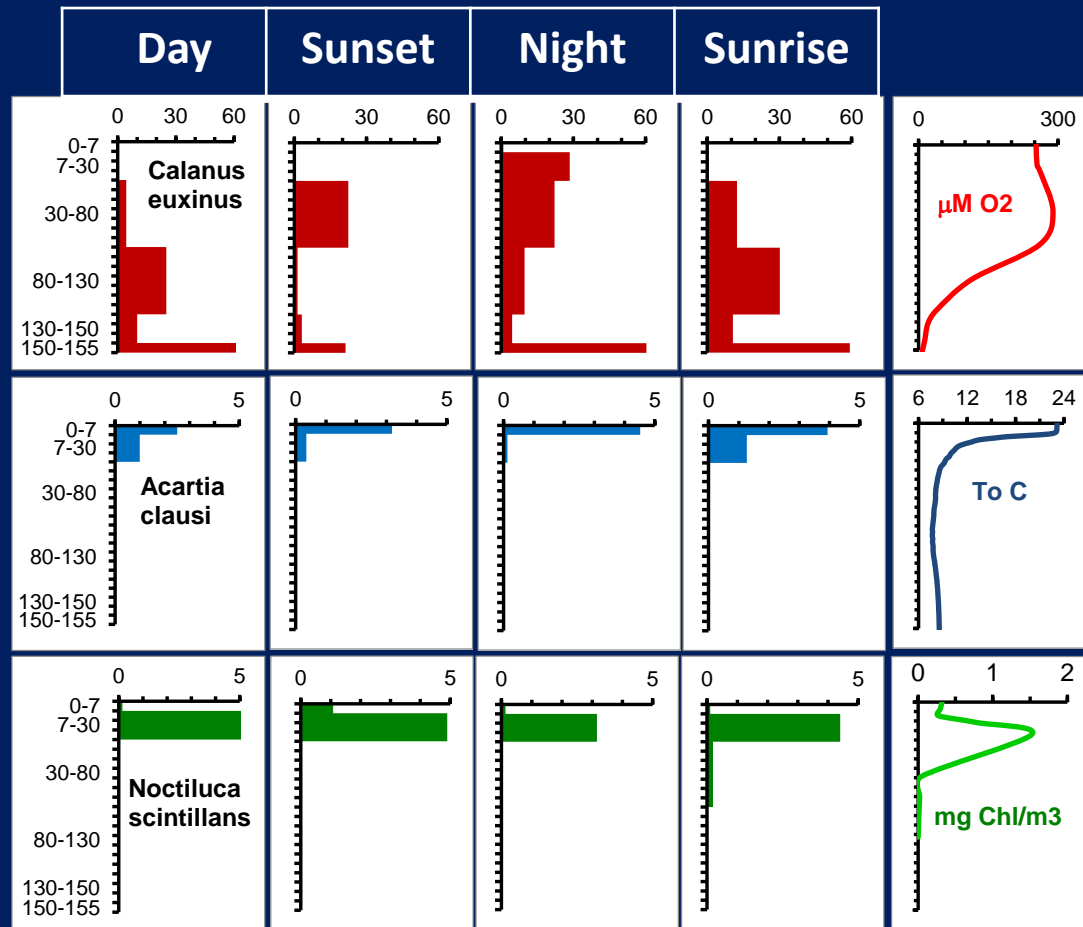 Day Sunset Night Sunrise
0 30 60 0 30 60 0 30 60 0 30 60 0 300
0-7
7-30
30-80
80-130
130-150
150-155
Calanus
euxinus
μM O2
0 5 0 5 0 5 0 5 6 12 18 24
0-7
7-30
30-80
80-130
130-150
150-155
Acartia
clausi
To C
0 5 0 5 0 5 0 5 0 1 2
0-7
7-30
30-80
80-130
130-150
150-155
Noctiluca
scintillans
mg Chl/m3